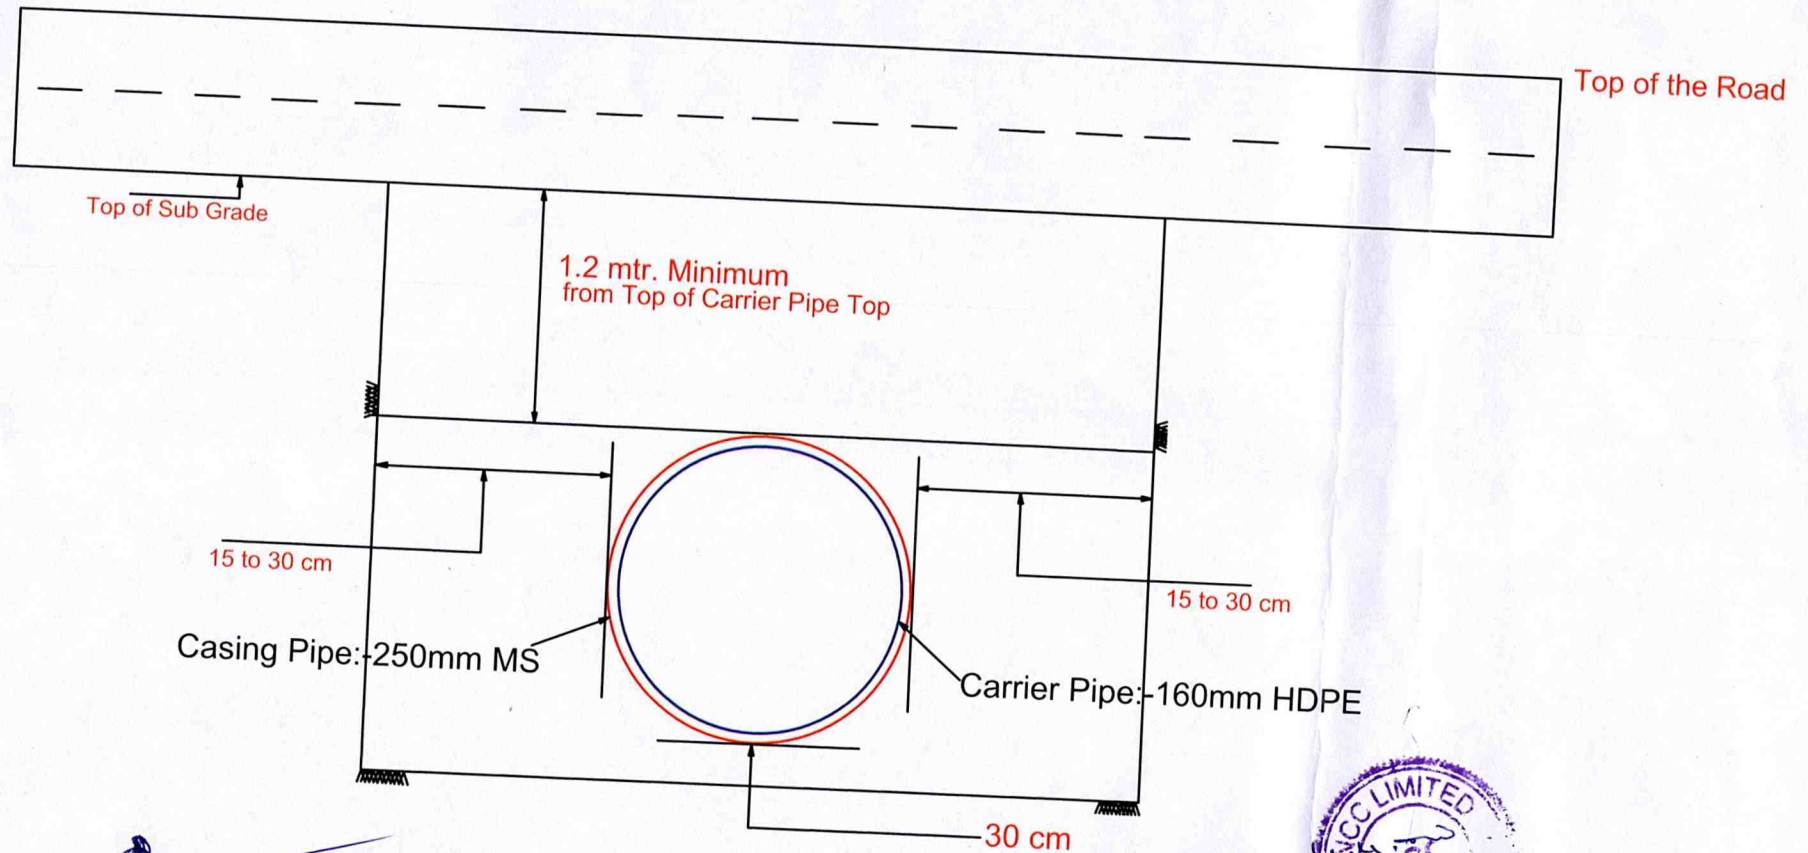 Top of the Road
Top of Sub Grade
1.2 mtr. Minimum
from Top of Carrier Pipe Top
15 to 30 cm
15 to 30 cm
Casing Pipe:-250mm MS
Carrier Pipe:-160mm HDPE
30 cm
NCC LIMITED